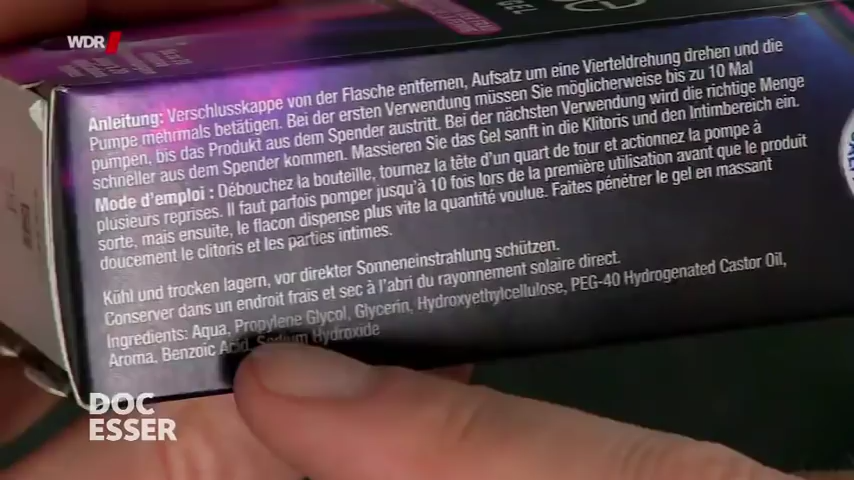 WDR
Anleitung: Verschlusskappe von der Flasche entfernen, Aufsatz um eine Vierteldrehung drehen und die
Pumpe mehrmals betätigen. Bei der ersten Verwendung müssen Sie möglicherweise bis zu 10 Mal
pumpen, bis das Produkt aus dem Spender austritt. Bei der nächsten Verwendung wird die richtige Menge
schneller aus dem Spender kommen. Massieren Sie das Gel sanft in die Klitoris und den Intimbereich ein.
Mode d'emploi : Débouchez la bouteille, tournez la tête d'un quart de tour et actionnez la pompe à
plusieurs reprises. Il faut parfois pomper jusqu'à 10 fois lors de la première utilisation avant que le produit
sorte, mais ensuite, le flacon dispense plus vite la quantité voulue. Faites pénétrer le gel en massant
doucement le clitoris et les parties intimes.
Kühl und trocken lagern, vor direkter Sonneneinstrahlung schützen.
Conserver dans un endroit frais et sec à l'abri du rayonnement solaire direct.
Ingredients: Aqua, Propylene Glycol, Glycerin, Hydroxyethylcellulose, PEG-40 Hydrogenated Castor Oil,
Aroma, Benzoic Acid, Sodium Hydroxide
DOC
ESSER